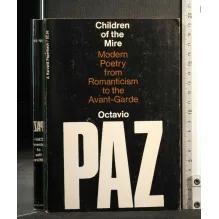 Children
of the
Mire
Modern
Poetry
from
Romanticism
to the
Avant-Garde
Octavio
PAZ